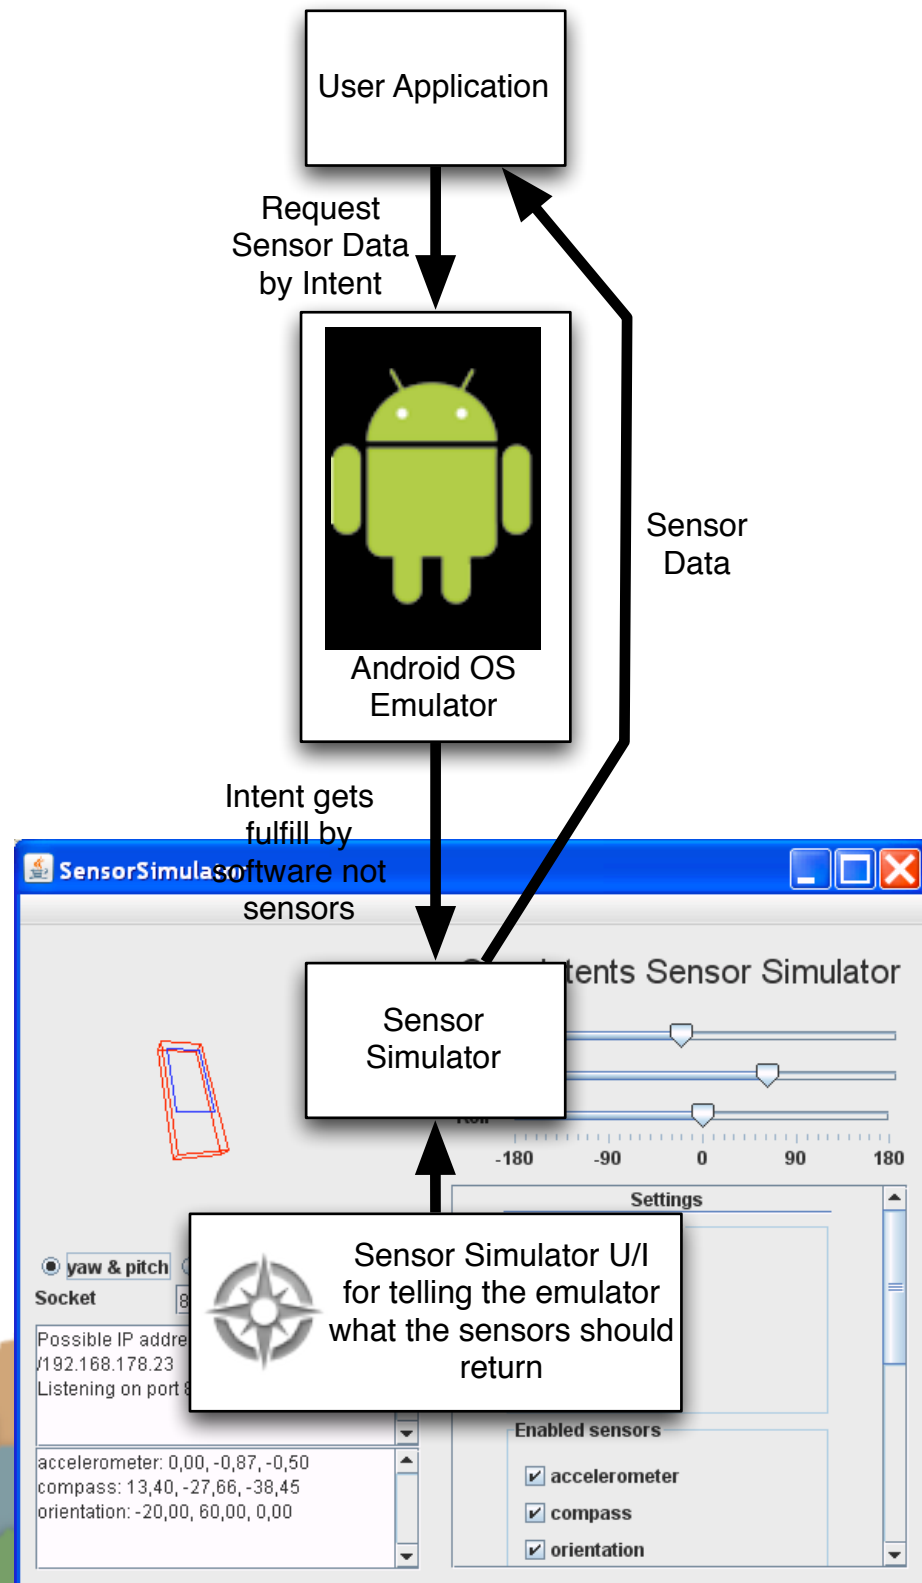 User Application
Request
Sensor Data
by Intent
Android OS
Emulator
Sensor
Data
Intent gets
fulfill by
software not
sensors
SensorSimulator
Sensor Simulator
Sensor
Simulator
-180 -90 0 90 180
Settings
yaw & pitch
Socket
Possible IP
/192.168.178.23
Listening on port
Sensor Simulator U/I
for telling the emulator
what the sensors should
return
Enabled sensors
accelerometer
compass
orientation
accelerometer: 0,00, -0,87, -0,50
compass: 13,40, -27,66, -38,45
orientation: -20,00, 60,00, 0,00